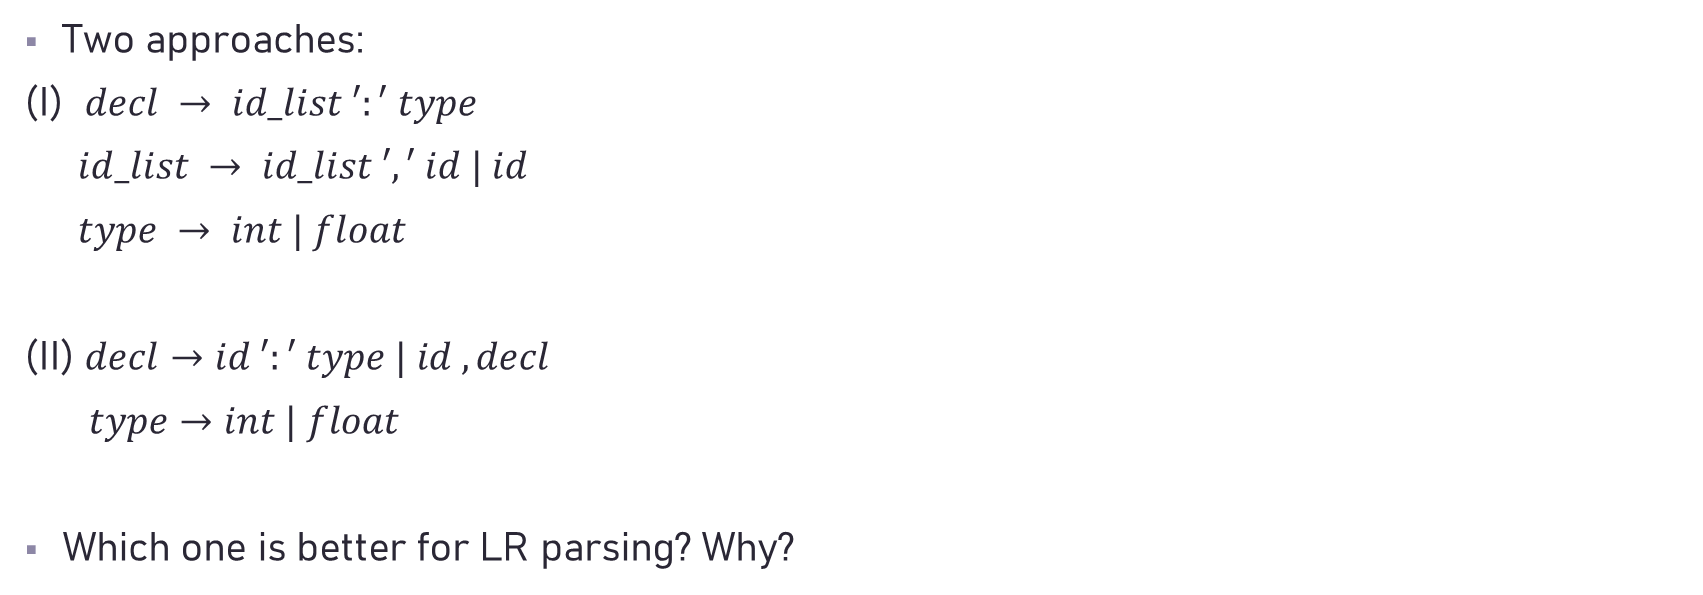 ▪ Two approaches:
(I) decl → id_list ':' type
id_list → id_list ',' id | id
type → int | float
(II) decl → id ':' type | id , decl
type → int | float
▪ Which one is better for LR parsing? Why?